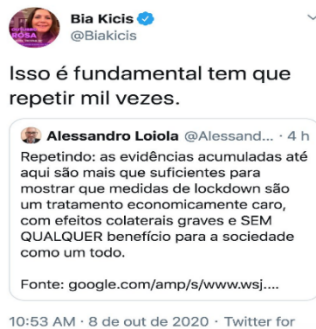 Bia Kicis
@Biakicis
Isso é fundamental tem que
repetir mil vezes.
Alessandro Loiola @Alessand... · 4 h
Repetindo: as evidências acumuladas até
aqui são mais que suficientes para
mostrar que medidas de lockdown são
um tratamento economicamente caro,
com efeitos colaterais graves e SEM
QUALQUER benefício para a sociedade
como um todo.
Fonte: google.com/amp/s/www.wsj....
10:53 AM · 8 de out de 2020 · Twitter for